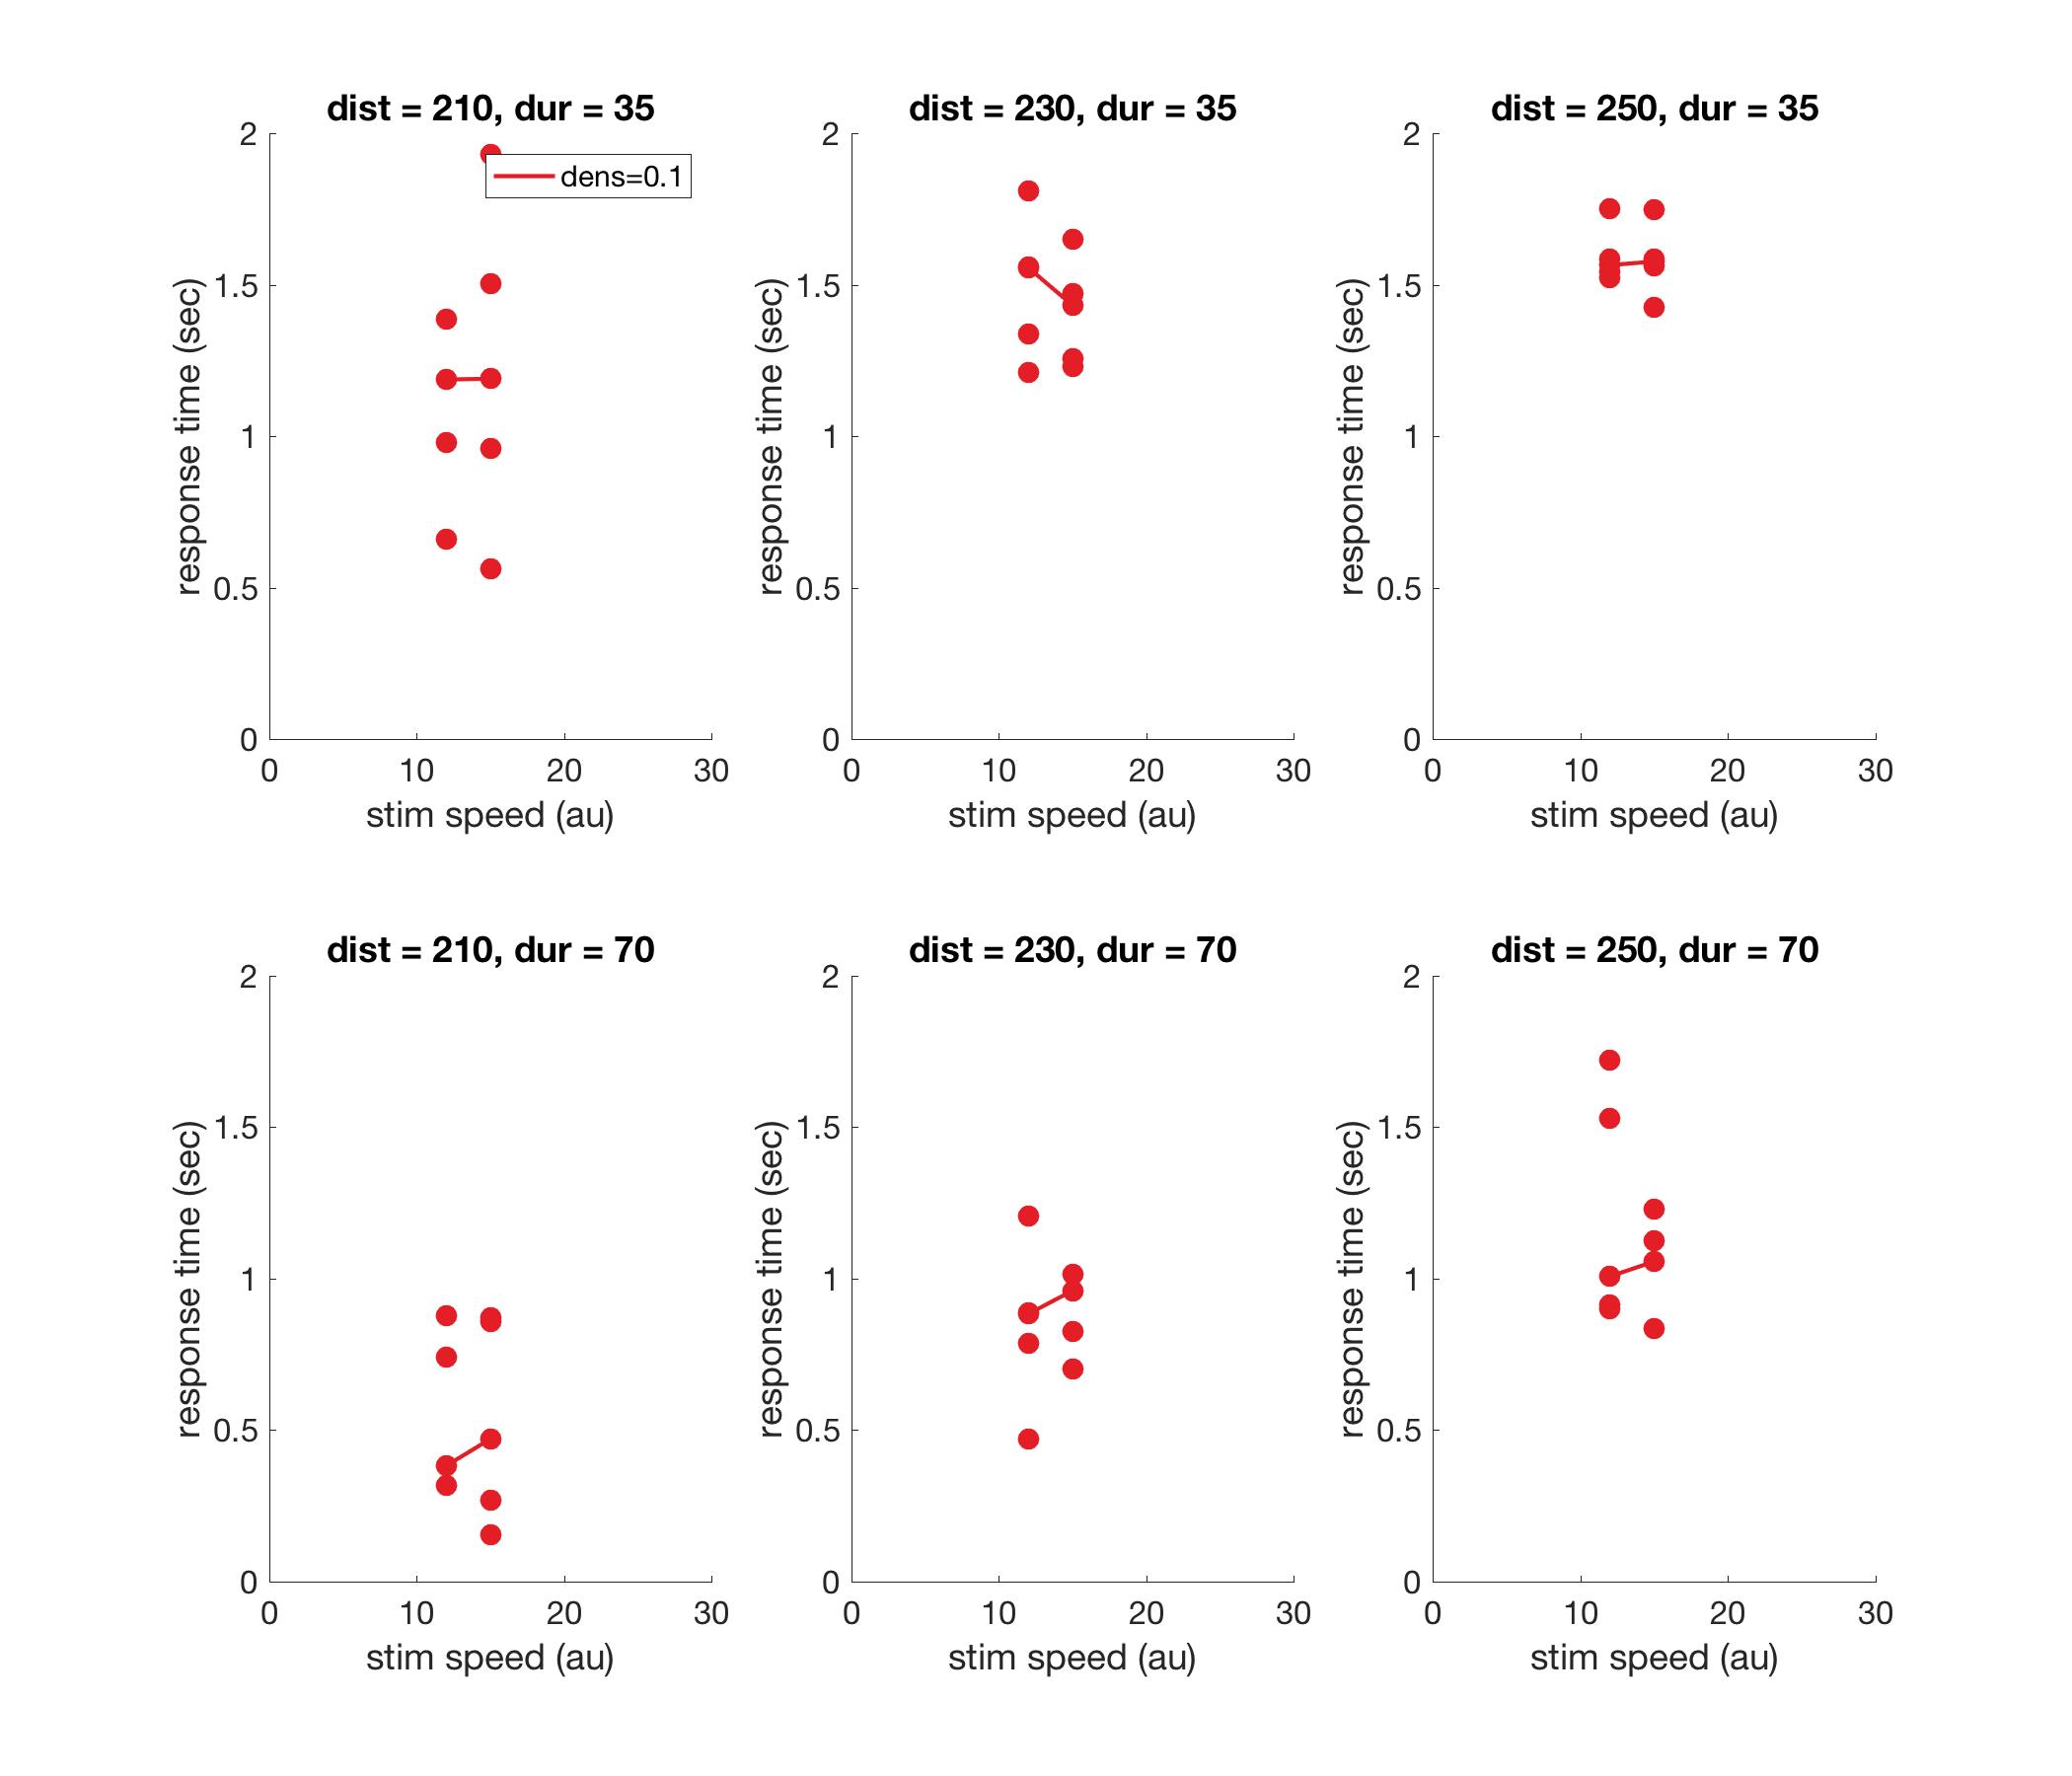 dist = 210, dur = 35
dist = 230, dur = 35
dist = 250, dur = 35
2
1.5
1
0.5
0
response time (sec)
dens=0.1
0
10
20
30
stim speed (au)
2
1.5
1
0.5
0
response time (sec)
0
10
20
30
stim speed (au)
2
1.5
1
0.5
0
response time (sec)
0
10
20
30
stim speed (au)
dist = 210, dur = 70
dist = 230, dur = 70
dist = 250, dur = 70
2
1.5
1
0.5
0
response time (sec)
0
10
20
30
stim speed (au)
2
1.5
1
0.5
0
response time (sec)
0
10
20
30
stim speed (au)
2
1.5
1
0.5
0
response time (sec)
0
10
20
30
stim speed (au)